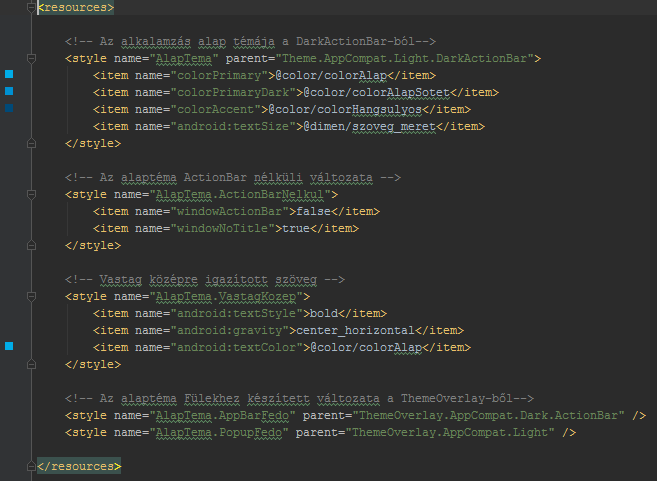 <resources>
<!-- Az alkalamzás alap témája a DarkActionBar-ból-->
<style name="AlapTema" parent="Theme.AppCompat.Light.DarkActionBar">
<item name="colorPrimary">@color/colorAlap</item>
<item name="colorPrimaryDark">@color/colorAlapSotet</item>
<item name="colorAccent">@color/colorHangsulyos</item>
<item name="android:textSize">@dimen/szoveg_meret</item>
</style>
<!-- Az alaptéma ActionBar nélküli változata -->
<style name="AlapTema.ActionBarNelkul">
<item name="windowActionBar">false</item>
<item name="windowNoTitle">true</item>
</style>
<!-- Vastag középre igazított szöveg -->
<style name="AlapTema.VastagKozep">
<item name="android:textStyle">bold</item>
<item name="android:gravity">center_horizontal</item>
<item name="android:textColor">@color/colorAlap</item>
</style>
<!-- Az alaptéma Fülekhez készített változata a ThemeOverlay-ből-->
<style name="AlapTema.AppBarFedo" parent="ThemeOverlay.AppCompat.Dark.ActionBar" />
<style name="AlapTema.PopupFedo" parent="ThemeOverlay.AppCompat.Light" />
</resources>